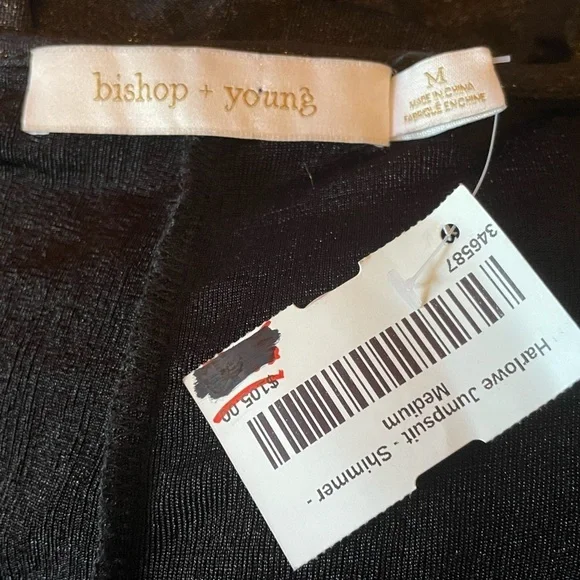 bishop + young
M
MADE IN CHINA
FABRIQUÉ EN CHINE
346587
Harlowe Jumpsuit - Shimmer -
Medium
$105.00